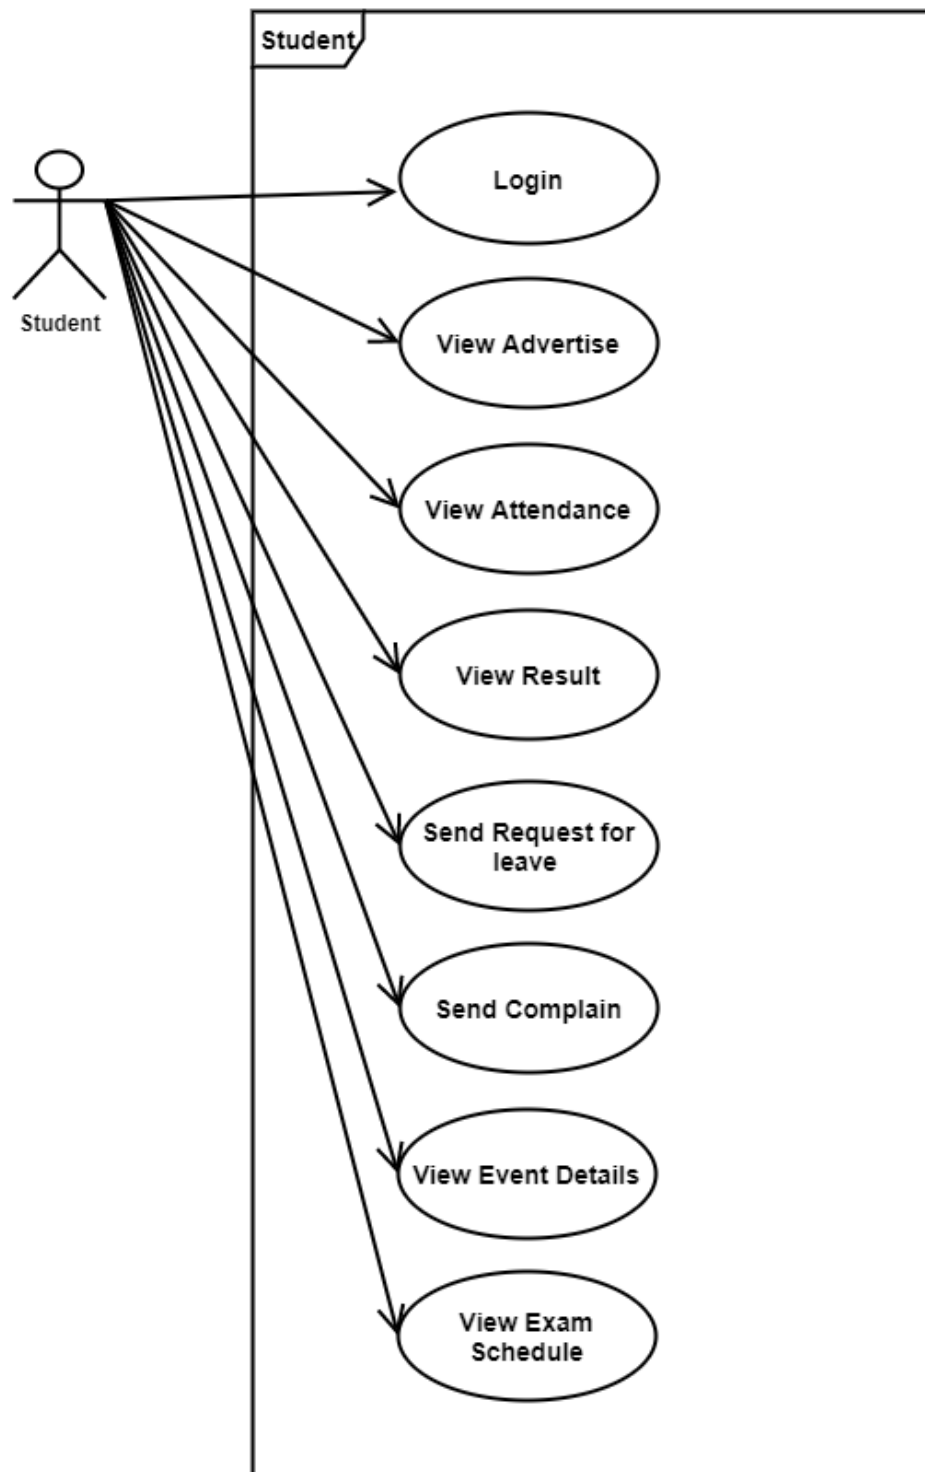 Student
Login
Student
View Advertise
View Attendance
View Result
Send Request for
leave
Send Complain
View Event Details
View Exam
Schedule